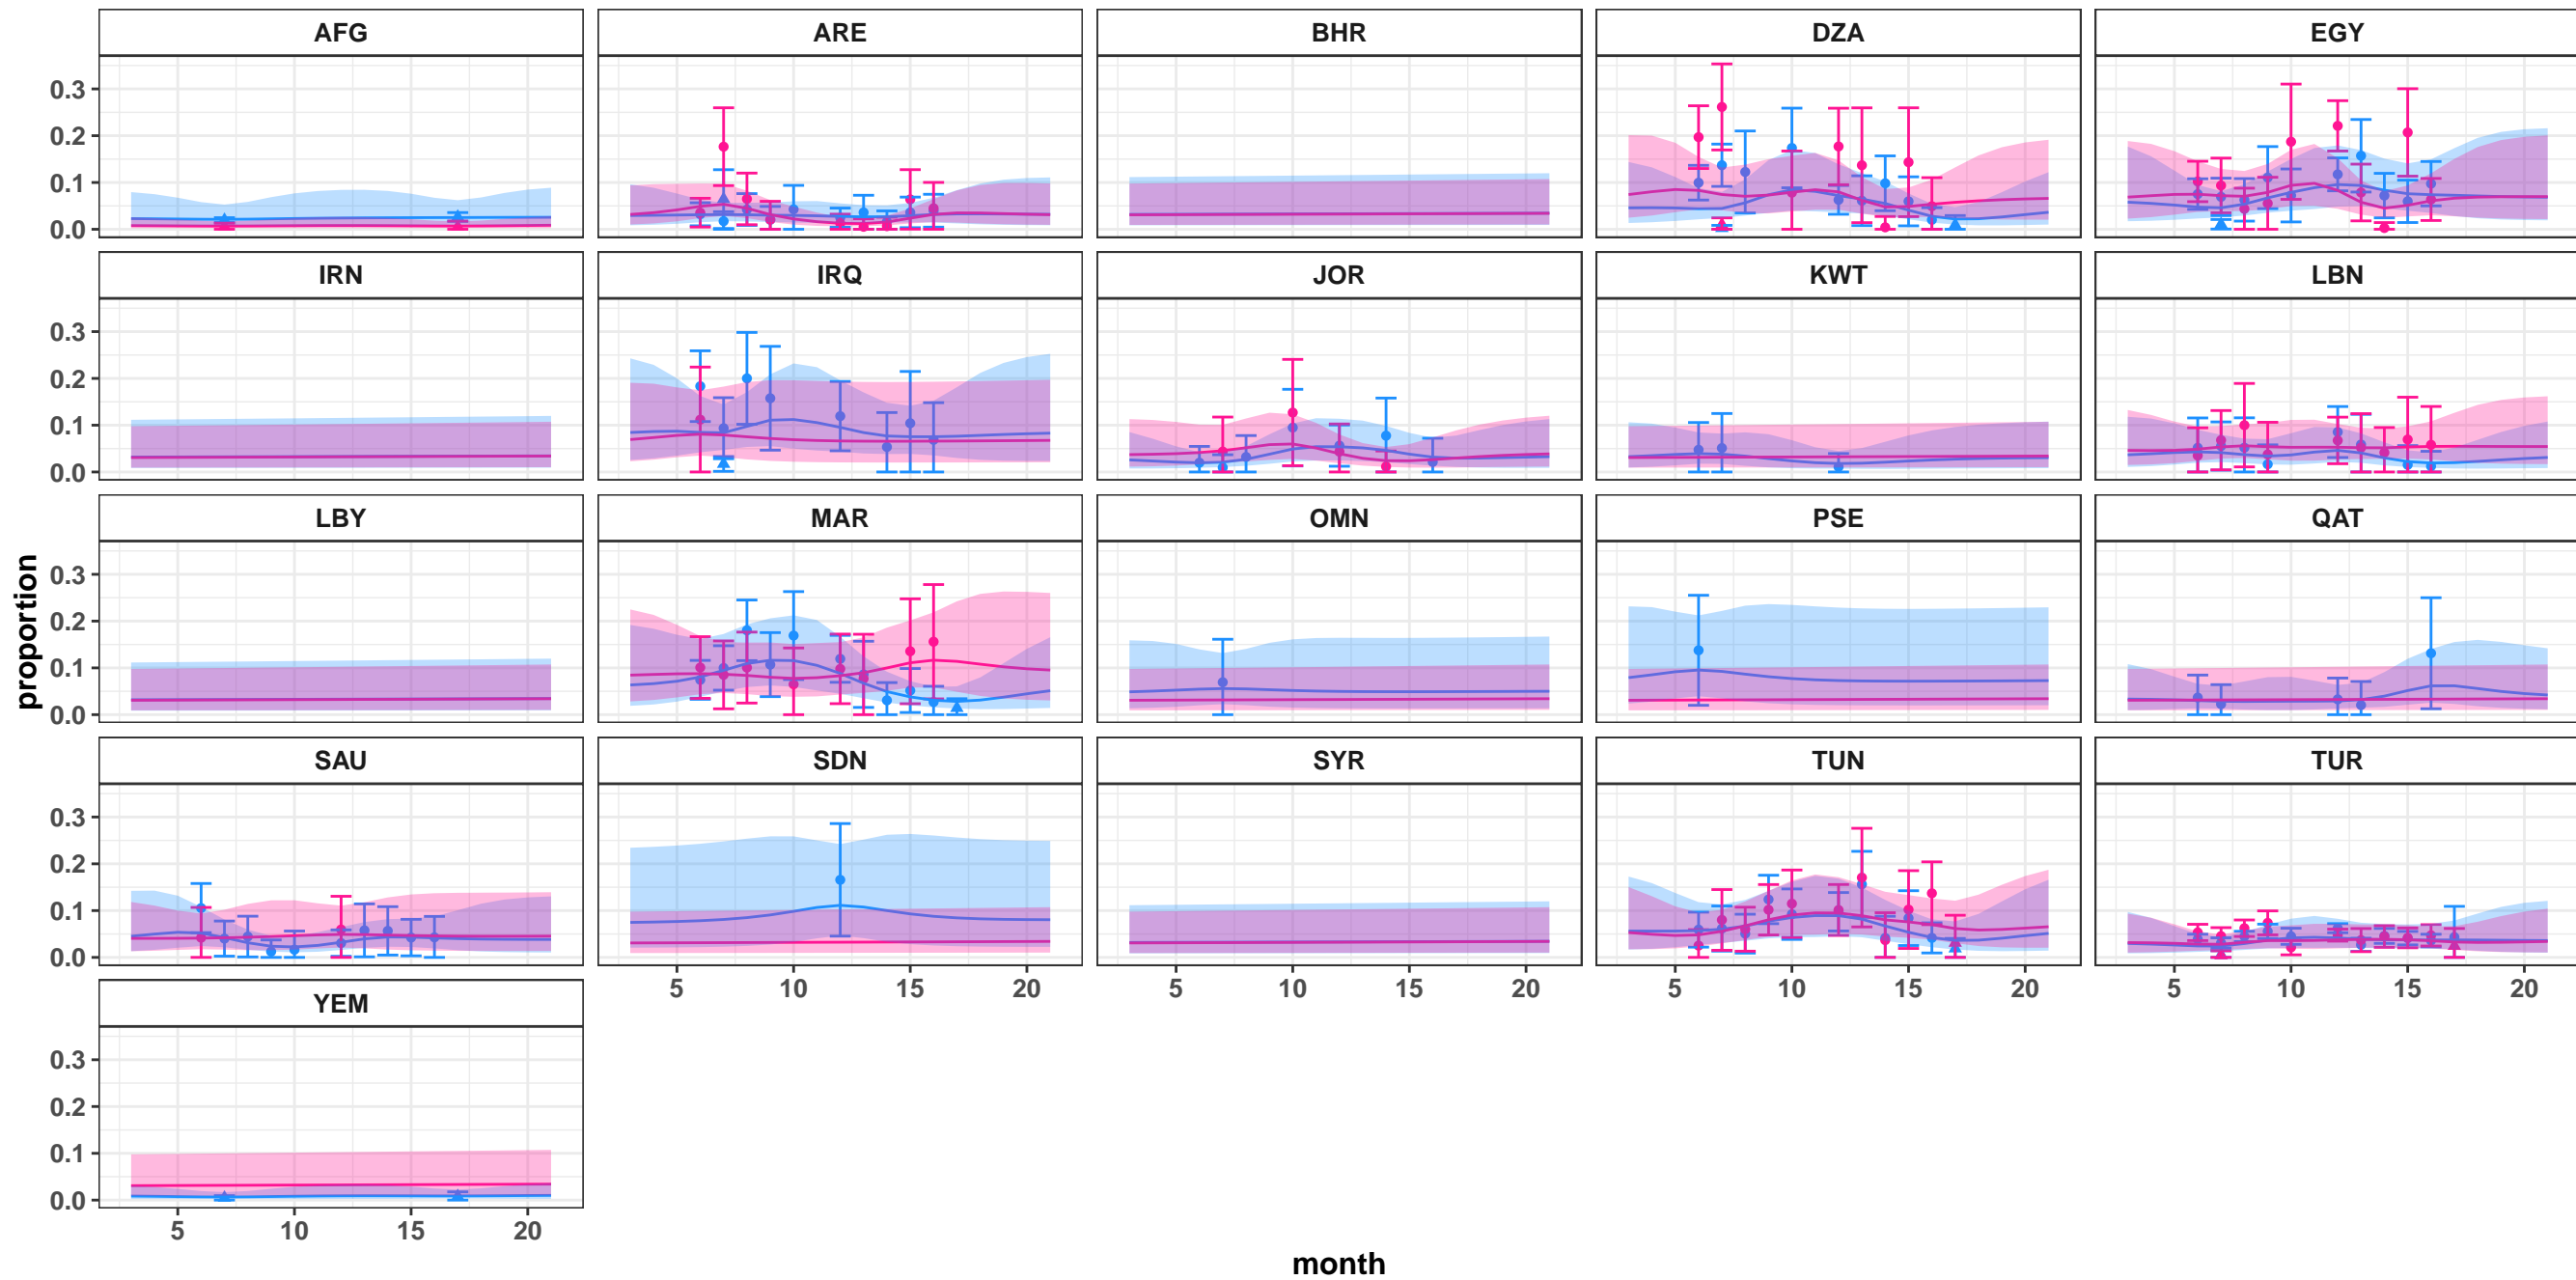 AFG ARE BHR DZA EGY
0.3
0.2
0.1
0.0
IRN IRQ JOR KWT LBN
0.3
0.2
0.1
0.0
LBY MAR OMN PSE QAT
0.3
0.2
0.1
0.0
proportion
SAU SDN SYR TUN TUR
0.3
0.2
0.1
0.0
5 10 15 20 5 10 15 20 5 10 15 20 5 10 15 20
YEM
0.3
0.2
0.1
0.0
5 10 15 20
month